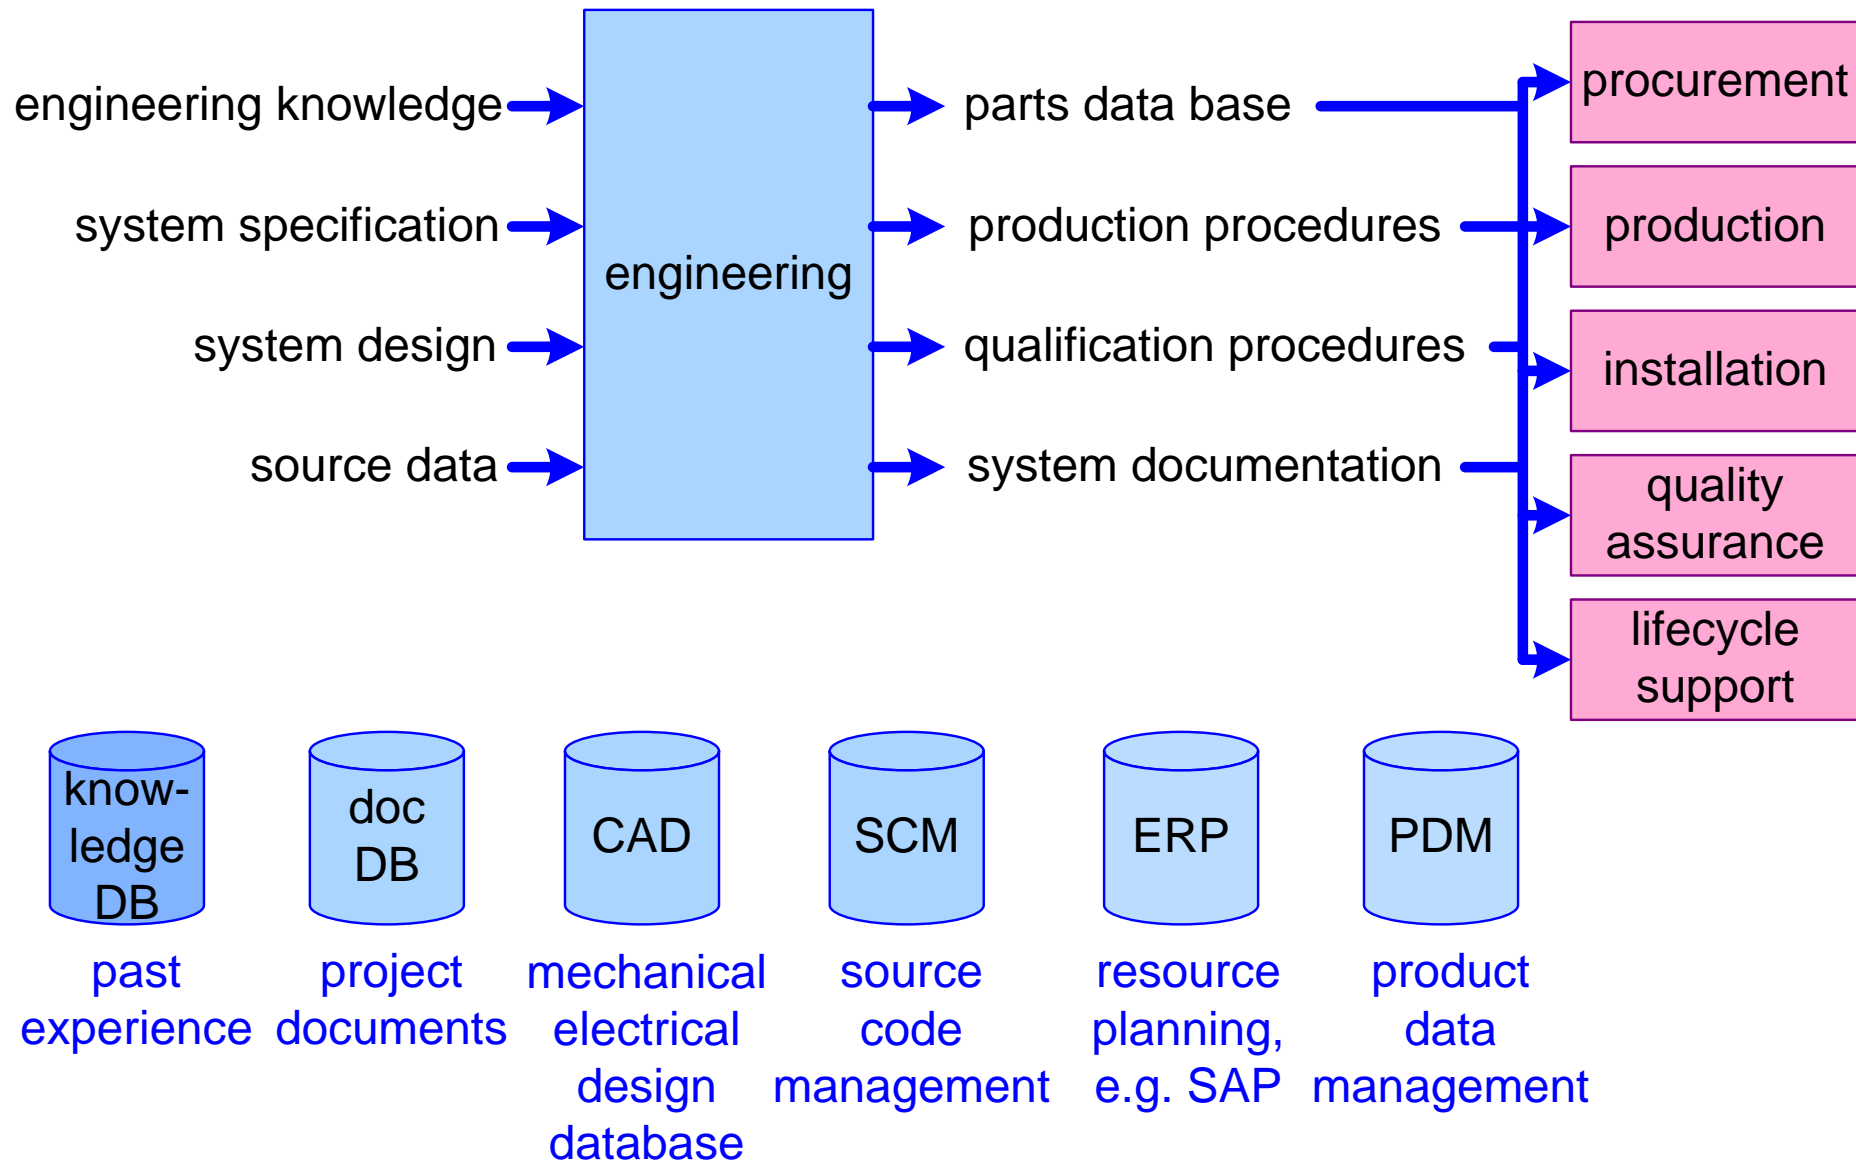 engineering knowledge
system specification
system design
source data
engineering
parts data base
production procedures
qualification procedures
system documentation
procurement
production
installation
quality
assurance
lifecycle
support
know-
ledge
DB
past
experience
doc
DB
project
documents
CAD
mechanical
electrical
design
database
SCM
source
code
management
ERP
resource
planning,
e.g. SAP
PDM
product
data
management